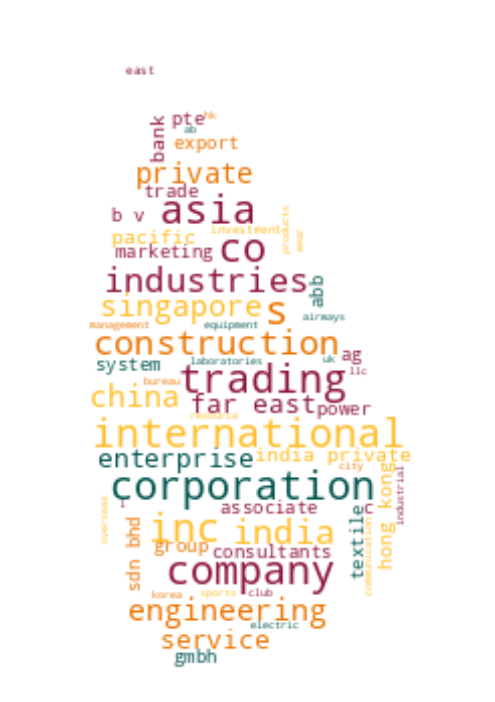 east
pte
hk
ab
bank
export
private
trade
asia
b v
products
wear
investment
pacific
co
marketing
industries
abb
singapore
s
airways
management
equipment
construction
uk
ag
system
laboratories
llc
trading
bureau
china
far east
power
resource
international
enterprise
india private
city
corporation
industrial
hong kong
overseas
l
associate
c
inc
india
textile
communication
sdn bhd
group
consultants
company
korea
sports
club
engineering
electric
service
gmbh